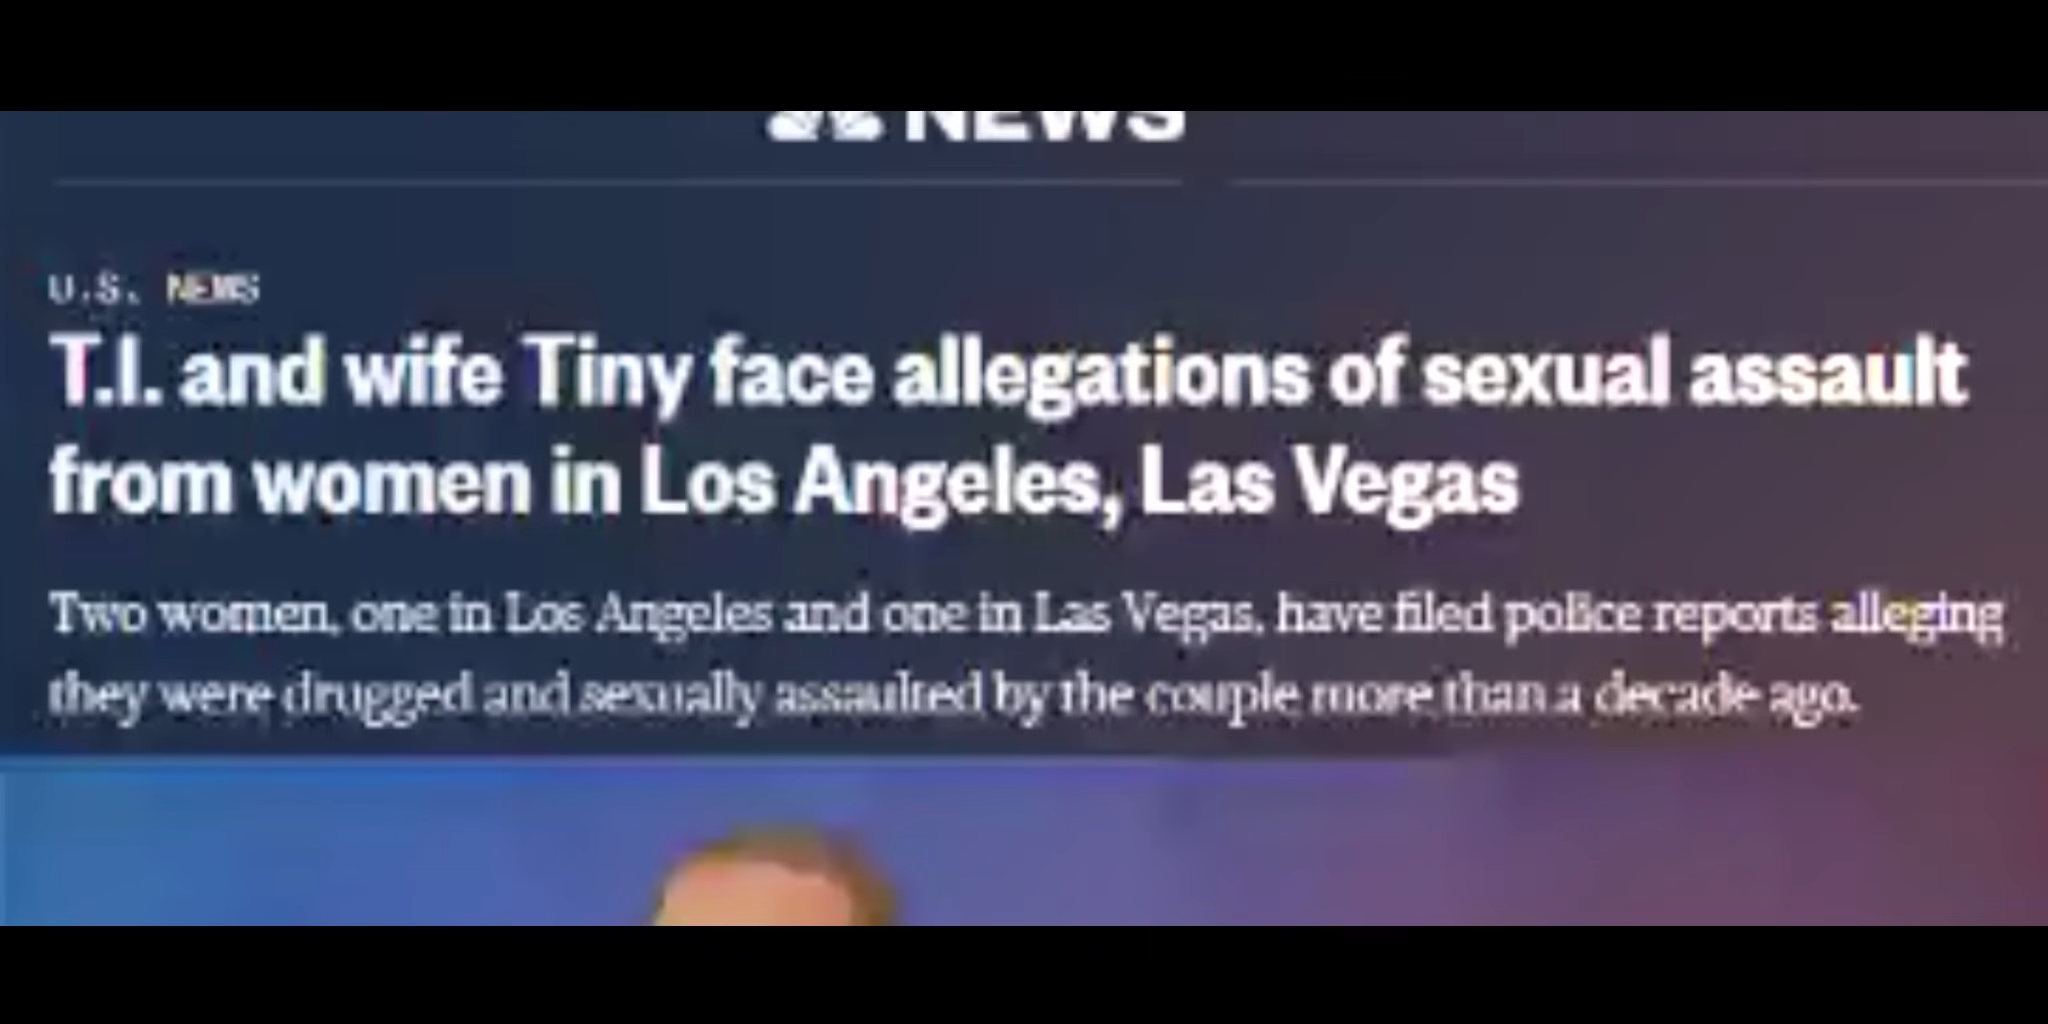 NEWS
U.S. NEWS
T.I. and wife Tiny face allegations of sexual assault
from women in Los Angeles, Las Vegas
Two women, one in Los Angeles and one in Las Vegas, have filed police reports alleging
they were drugged and sexually assaulted by the couple more than a decade ago.